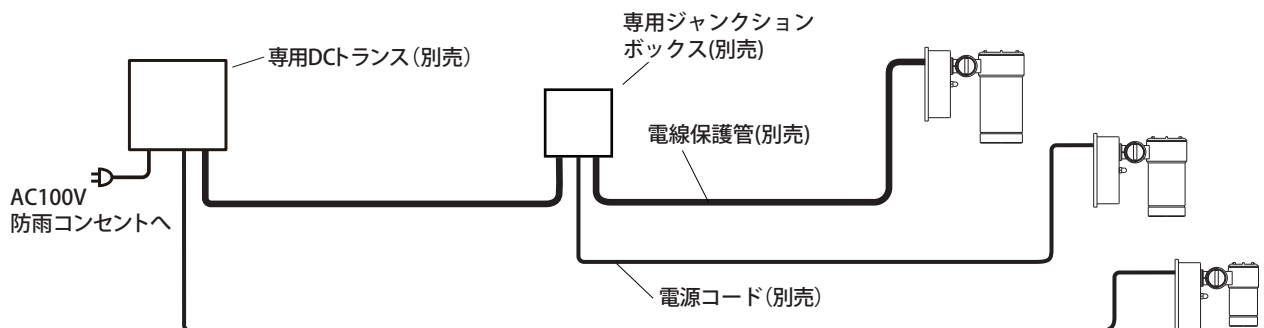 専用ジャンクション
ボックス(別売)
専用DCトランス（別売）
電線保護管(別売)
AC100V
防雨コンセントへ
電源コード（別売）